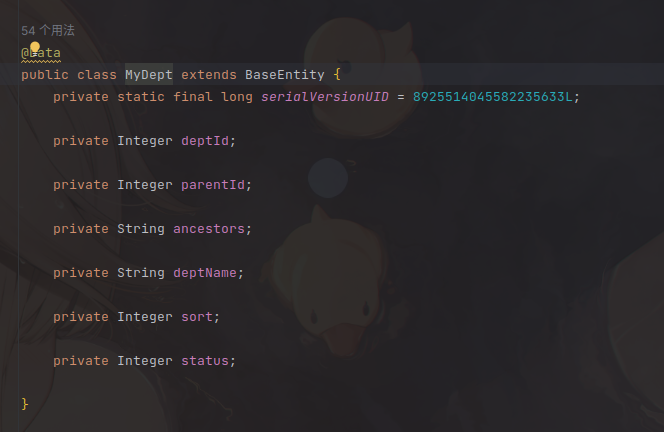 54 个用法
@Data
public class MyDept extends BaseEntity {
private static final long serialVersionUID = 8925514045582235633L;
private Integer deptId;
private Integer parentId;
private String ancestors;
private String deptName;
private Integer sort;
private Integer status;
}